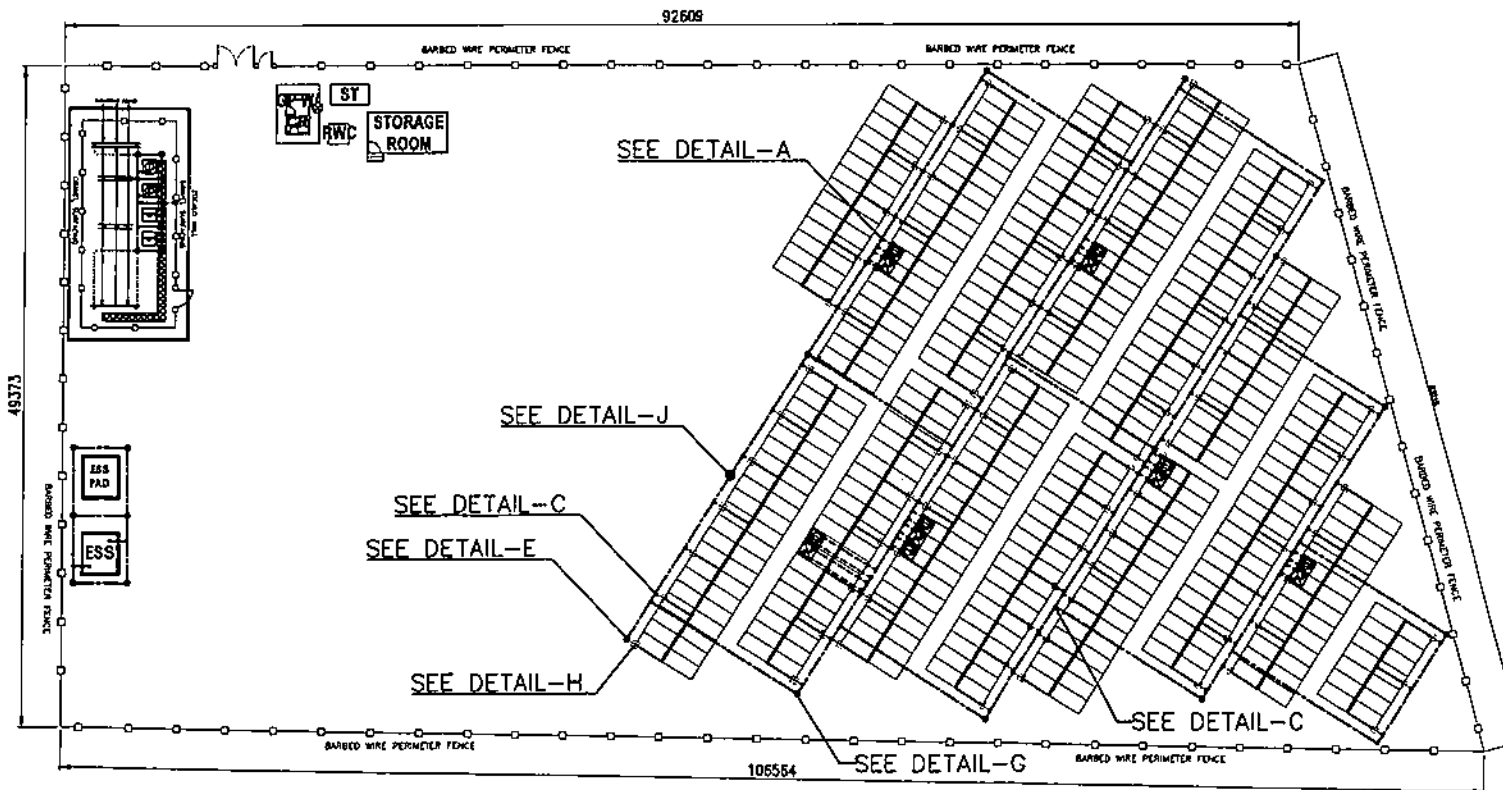 92609
BARBED WIRE PERIMETER FENCE
BARBED WIRE PERIMETER FENCE
ST
RWC
STORAGE
ROOM
SEE DETAIL-A
BARBED WIRE PERIMETER FENCE
49373
SEE DETAIL-J
ESS
PAD
SEE DETAIL-C
BARBED WIRE PERIMETER FENCE
BARBED WIRE PERIMETER FENCE
SEE DETAIL-E
ESS
SEE DETAIL-H
SEE DETAIL-C
BARBED WIRE PERIMETER FENCE
SEE DETAIL-G
BARBED WIRE PERIMETER FENCE
106564